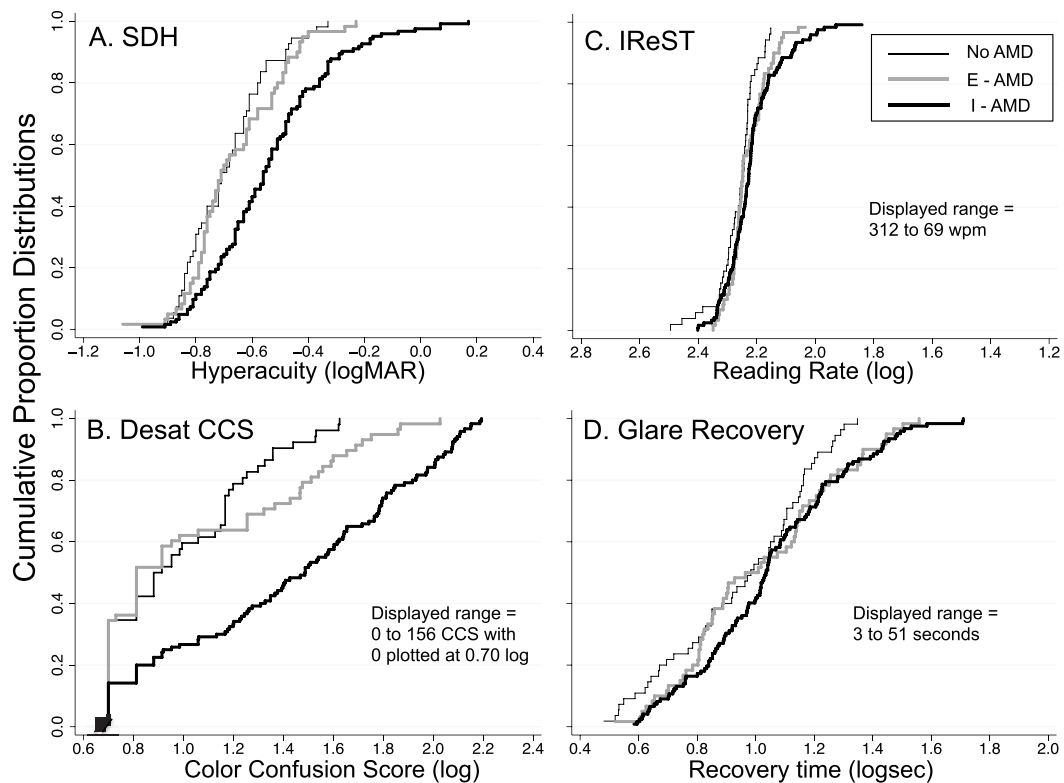 Cumulative Proportion Distributions
A. SDH
1.0
0.8
0.6
0.4
0.2
0.0
−1.2 −1.0 −0.8 −0.6 −0.4 −0.2 0.0 0.2 0.4
Hyperacuity (logMAR)
C. IReST
No AMD
E - AMD
I - AMD
Displayed range =
312 to 69 wpm
2.8 2.6 2.4 2.2 2.0 1.8 1.6 1.4 1.2
Reading Rate (log)
B. Desat CCS
1.0
0.8
0.6
0.4
0.2
0.0
Displayed range =
0 to 156 CCS with
0 plotted at 0.70 log
0.6 0.8 1.0 1.2 1.4 1.6 1.8 2.0 2.2 2.4
Color Confusion Score (log)
D. Glare Recovery
Displayed range =
3 to 51 seconds
0.4 0.6 0.8 1.0 1.2 1.4 1.6 1.8 2.0
Recovery time (logsec)